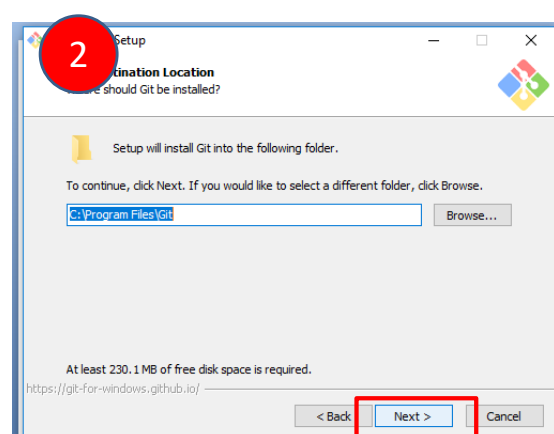 2
Setup
tination Location
should Git be installed?
Setup will install Git into the following folder.
To continue, click Next. If you would like to select a different folder, click Browse.
C:\Program Files\Git
Browse...
At least 230.1 MB of free disk space is required.
https://git-for-windows.github.io/
< Back
Next >
Cancel